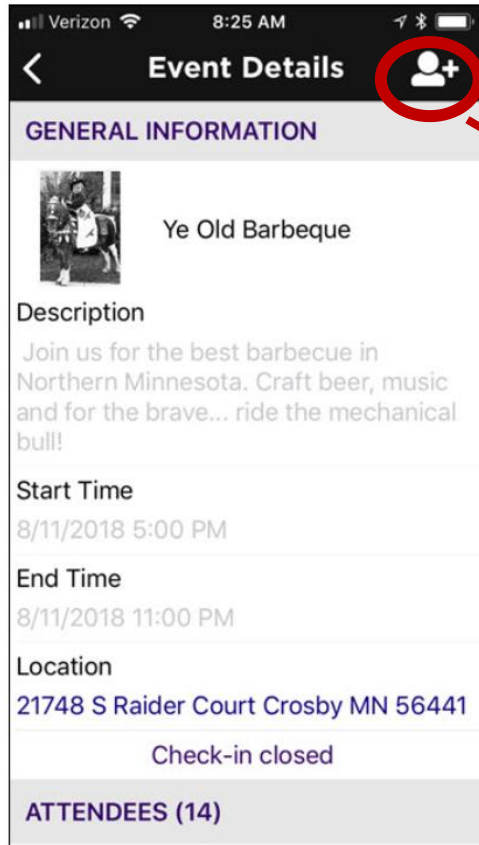 Verizon 8:25 AM
Event Details
GENERAL INFORMATION
Ye Old Barbeque
Description
Join us for the best barbecue in
Northern Minnesota. Craft beer, music
and for the brave... ride the mechanical
bull!
Start Time
8/11/2018 5:00 PM
End Time
8/11/2018 11:00 PM
Location
21748 S Raider Court Crosby MN 56441
Check-in closed
ATTENDEES (14)